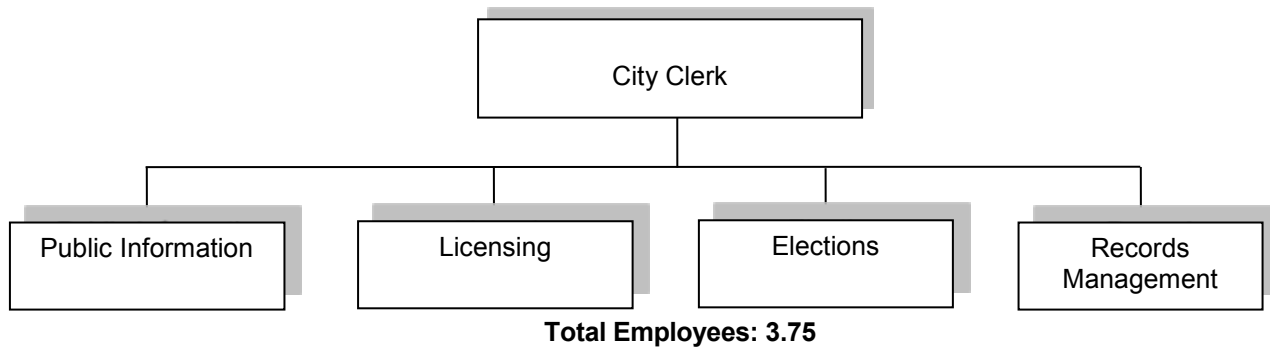 City Clerk
Public Information
Licensing
Elections
Records
Management
Total Employees: 3.75